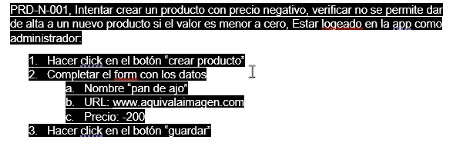 PRD-N-001, Intentar crear un producto con precio negativo, verificar no se permite dar
de alta a un nuevo producto si el valor es menor a cero, Estar logeado en la app como
administrador:
1. Hacer click en el botón “crear producto”
2. Completar el form con los datos
a. Nombre “pan de ajo”
b. URL: www.aquivalaimagen.com
c. Precio: -200
3. Hacer click en el botón “guardar”